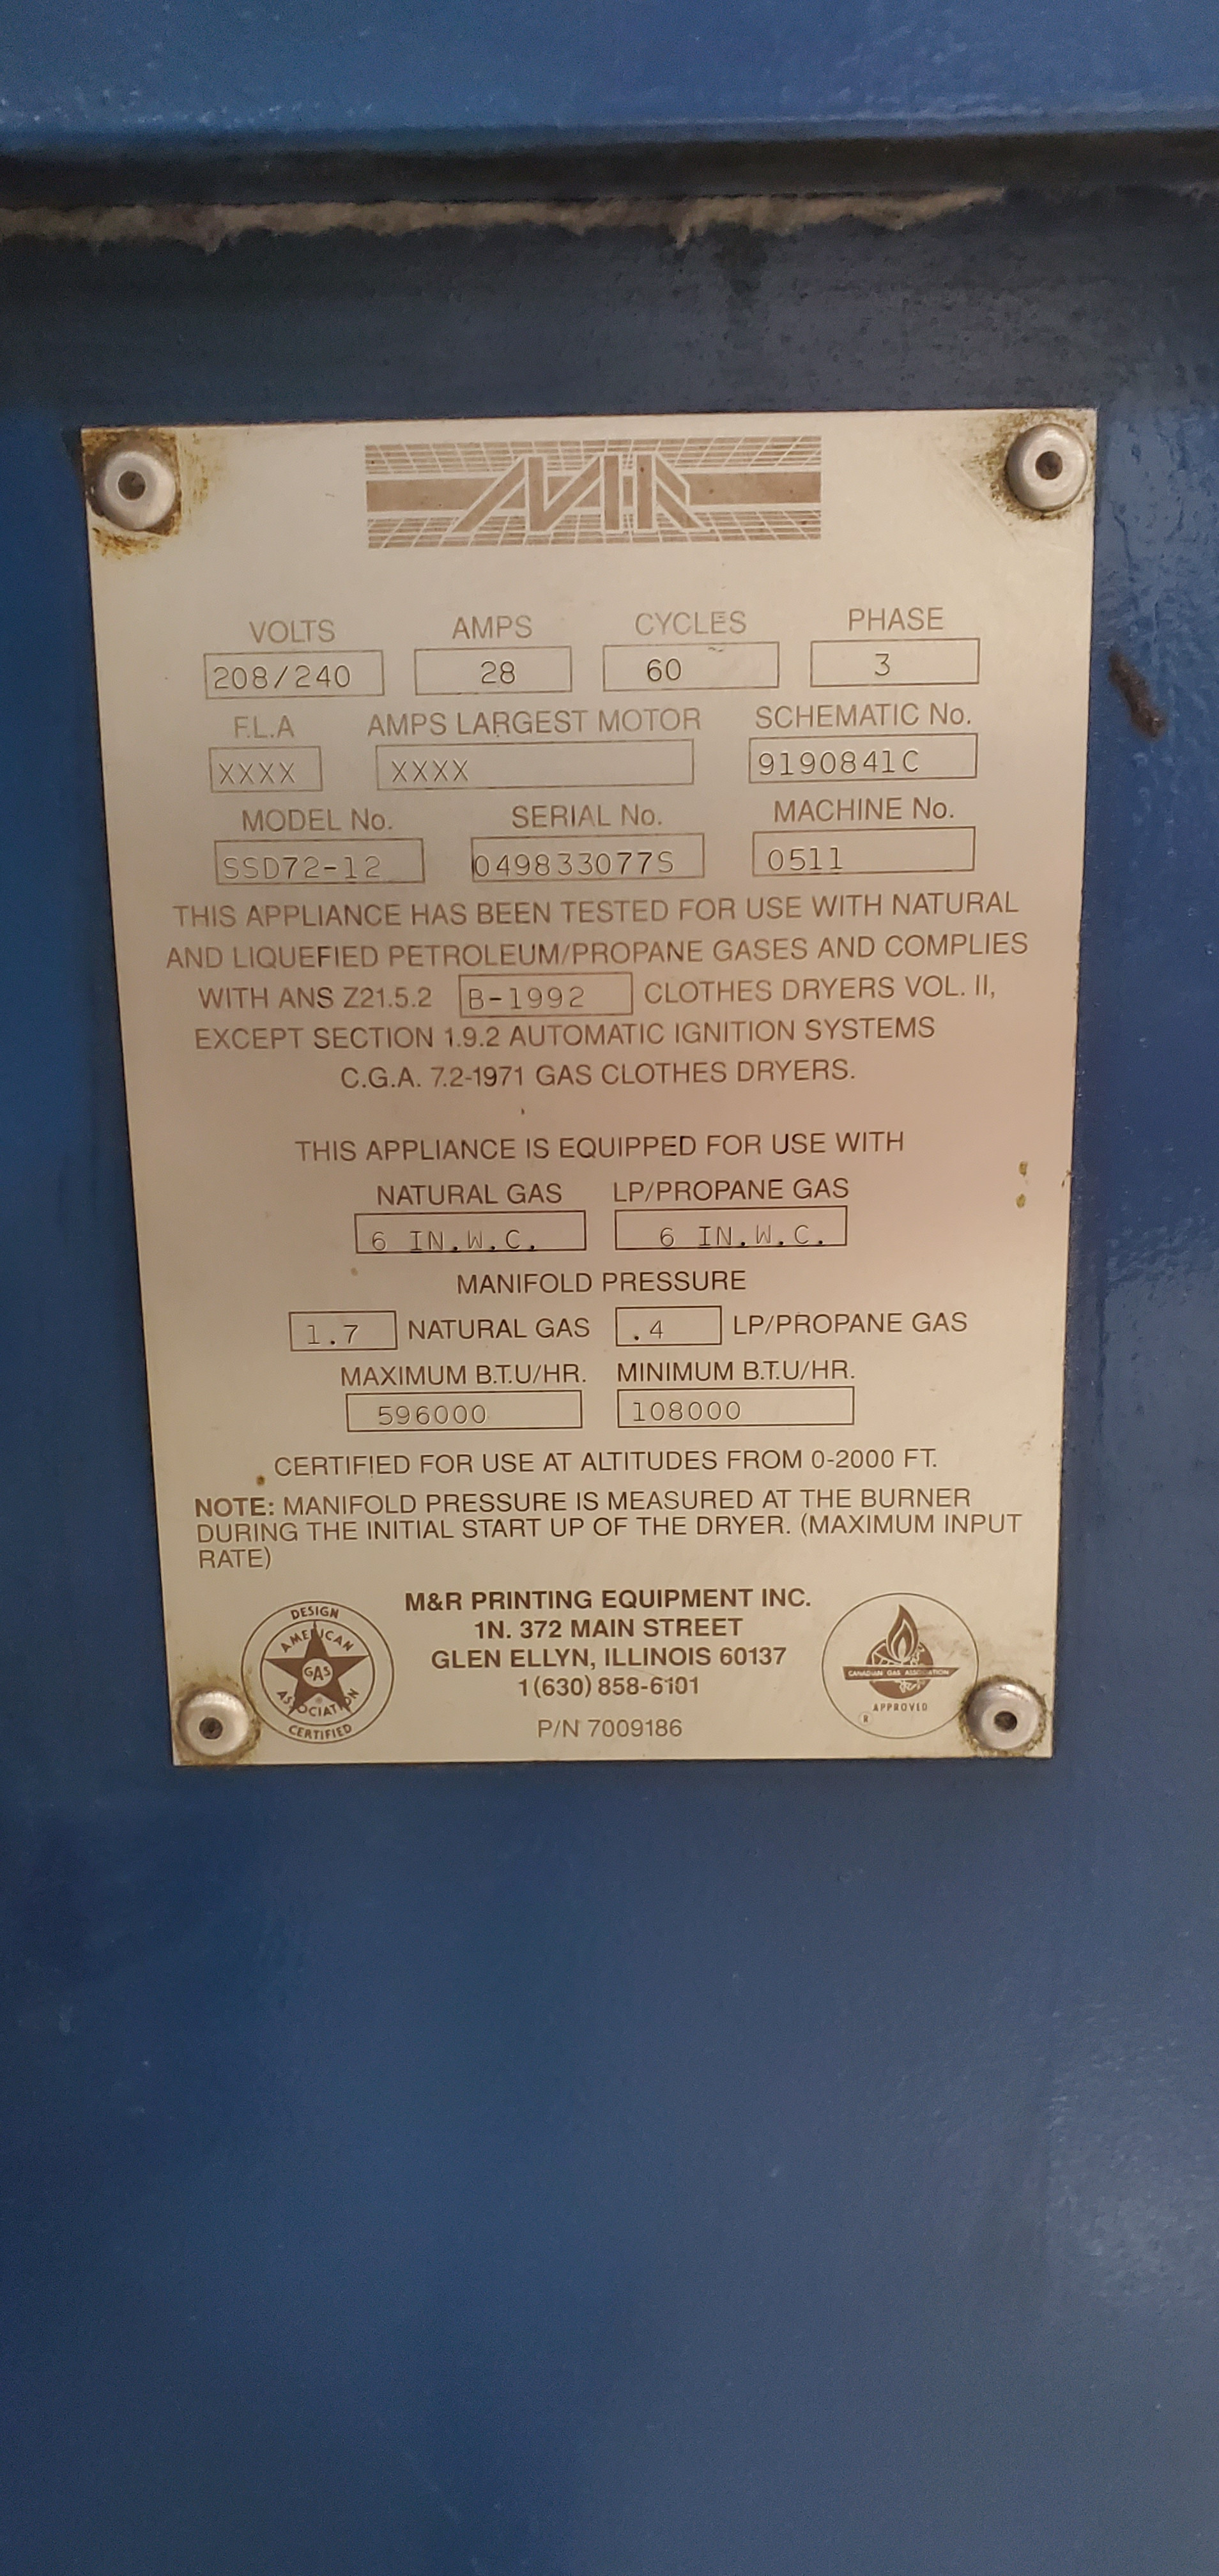 M&R
VOLTS AMPS CYCLES PHASE
208/240 28 60 3
F.L.A AMPS LARGEST MOTOR SCHEMATIC No.
XXXX XXXX 9190841C
MODEL No. SERIAL No. MACHINE No.
SSD72-12 049833077S 0511
THIS APPLIANCE HAS BEEN TESTED FOR USE WITH NATURAL
AND LIQUEFIED PETROLEUM/PROPANE GASES AND COMPLIES
WITH ANS Z21.5.2 B-1992 CLOTHES DRYERS VOL. II,
EXCEPT SECTION 1.9.2 AUTOMATIC IGNITION SYSTEMS
C.G.A. 7.2-1971 GAS CLOTHES DRYERS.
THIS APPLIANCE IS EQUIPPED FOR USE WITH
NATURAL GAS LP/PROPANE GAS
6 IN.W.C. 6 IN.W.C.
MANIFOLD PRESSURE
1.7 NATURAL GAS .4 LP/PROPANE GAS
MAXIMUM B.T.U/HR. MINIMUM B.T.U/HR.
596000 108000
CERTIFIED FOR USE AT ALTITUDES FROM 0-2000 FT.
NOTE: MANIFOLD PRESSURE IS MEASURED AT THE BURNER
DURING THE INITIAL START UP OF THE DRYER. (MAXIMUM INPUT
RATE)
M&R PRINTING EQUIPMENT INC.
1N. 372 MAIN STREET
GLEN ELLYN, ILLINOIS 60137
1 (630) 858-6101
P/N 7009186
DESIGN
AMERICAN
GAS
ASSOCIATION
CERTIFIED
CANADIAN GAS ASSOCIATION
APPROVED
®